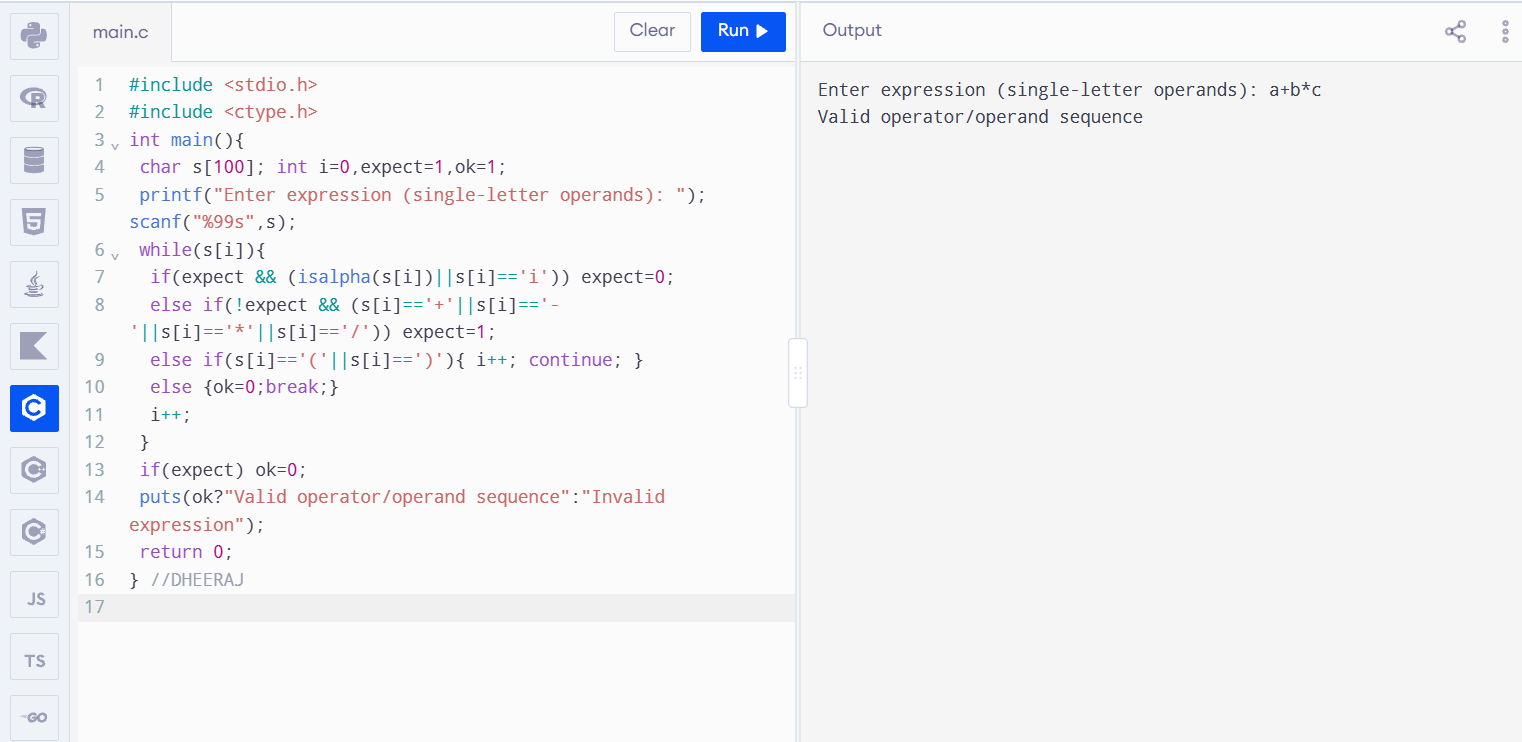 main.c
Clear
Run
Output
1 #include <stdio.h>
2 #include <ctype.h>
3 int main(){
4 char s[100]; int i=0,expect=1,ok=1;
5 printf("Enter expression (single-letter operands): ");
scanf("%99s",s);
6 while(s[i]){
7 if(expect && (isalpha(s[i])||s[i]=='i')) expect=0;
8 else if(!expect && (s[i]=='+'||s[i]=='-
'||s[i]=='*'||s[i]=='/')) expect=1;
9 else if(s[i]=='('||s[i]==')'){ i++; continue; }
10 else {ok=0;break;}
11 i++;
12 }
13 if(expect) ok=0;
14 puts(ok?"Valid operator/operand sequence":"Invalid
expression");
15 return 0;
16 } //DHEERAJ
17
Enter expression (single-letter operands): a+b*c
Valid operator/operand sequence
R
5
C
C
C
JS
TS
GO